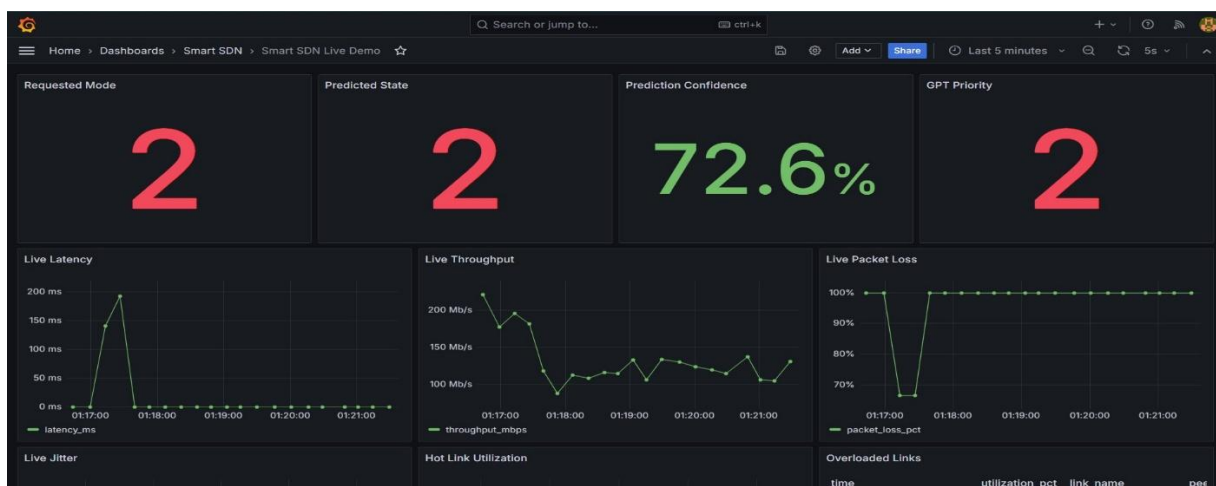 Search or jump to... ctrl+k
Home › Dashboards › Smart SDN › Smart SDN Live Demo Add Share Last 5 minutes 5s
Requested Mode Predicted State Prediction Confidence GPT Priority
2 2 72.6% 2
Live Latency Live Throughput Live Packet Loss
200 ms
150 ms
100 ms
50 ms
0 ms
01:17:00 01:18:00 01:19:00 01:20:00 01:21:00
latency_ms
200 Mb/s
150 Mb/s
100 Mb/s
01:17:00 01:18:00 01:19:00 01:20:00 01:21:00
throughput_mbps
100%
90%
80%
70%
01:17:00 01:18:00 01:19:00 01:20:00 01:21:00
packet_loss_pct
Live Jitter Hot Link Utilization Overloaded Links
time utilization_pct link_name